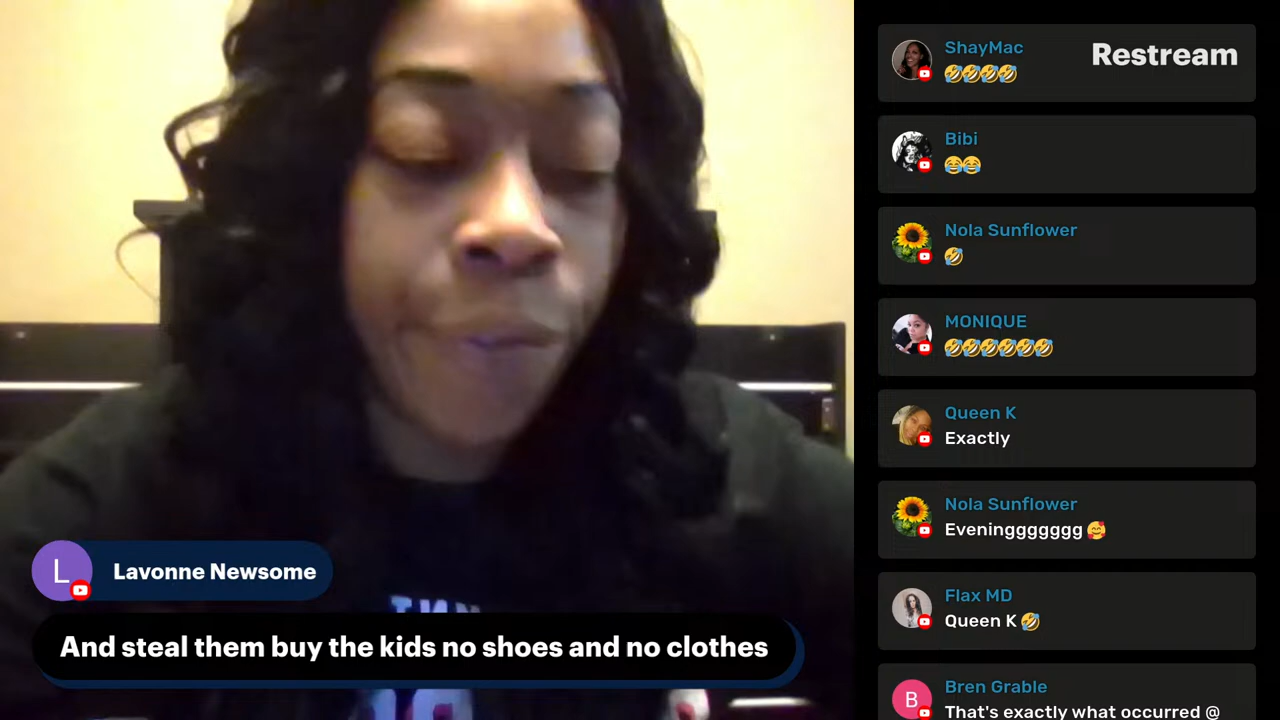 Restream
ShayMac
🤣🤣🤣🤣
Bibi
😂😂
Nola Sunflower
🤣
MONIQUE
🤣🤣🤣🤣🤣🤣
Queen K
Exactly
Nola Sunflower
Eveninggggggg 🥰
Flax MD
Queen K 🤣
B
Bren Grable
That's exactly what occurred @
L
Lavonne Newsome
And steal them buy the kids no shoes and no clothes